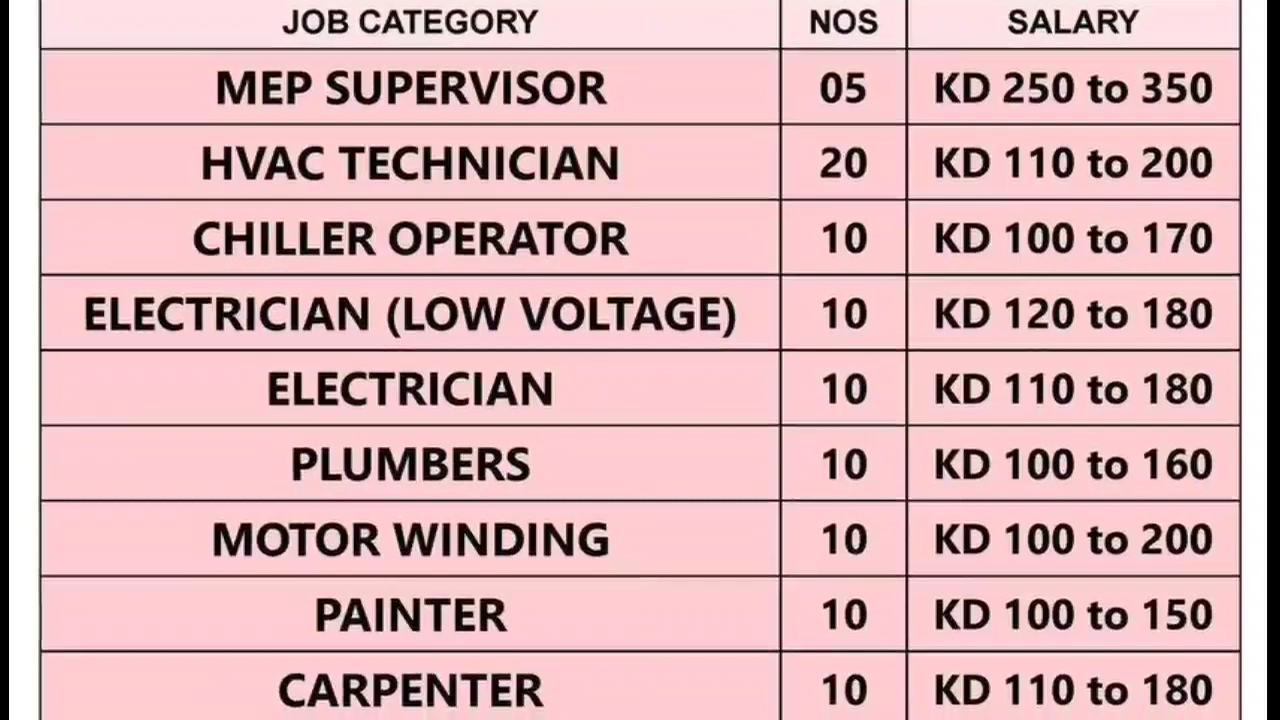 JOB CATEGORY NOS SALARY
MEP SUPERVISOR 05 KD 250 to 350
HVAC TECHNICIAN 20 KD 110 to 200
CHILLER OPERATOR 10 KD 100 to 170
ELECTRICIAN (LOW VOLTAGE) 10 KD 120 to 180
ELECTRICIAN 10 KD 110 to 180
PLUMBERS 10 KD 100 to 160
MOTOR WINDING 10 KD 100 to 200
PAINTER 10 KD 100 to 150
CARPENTER 10 KD 110 to 180